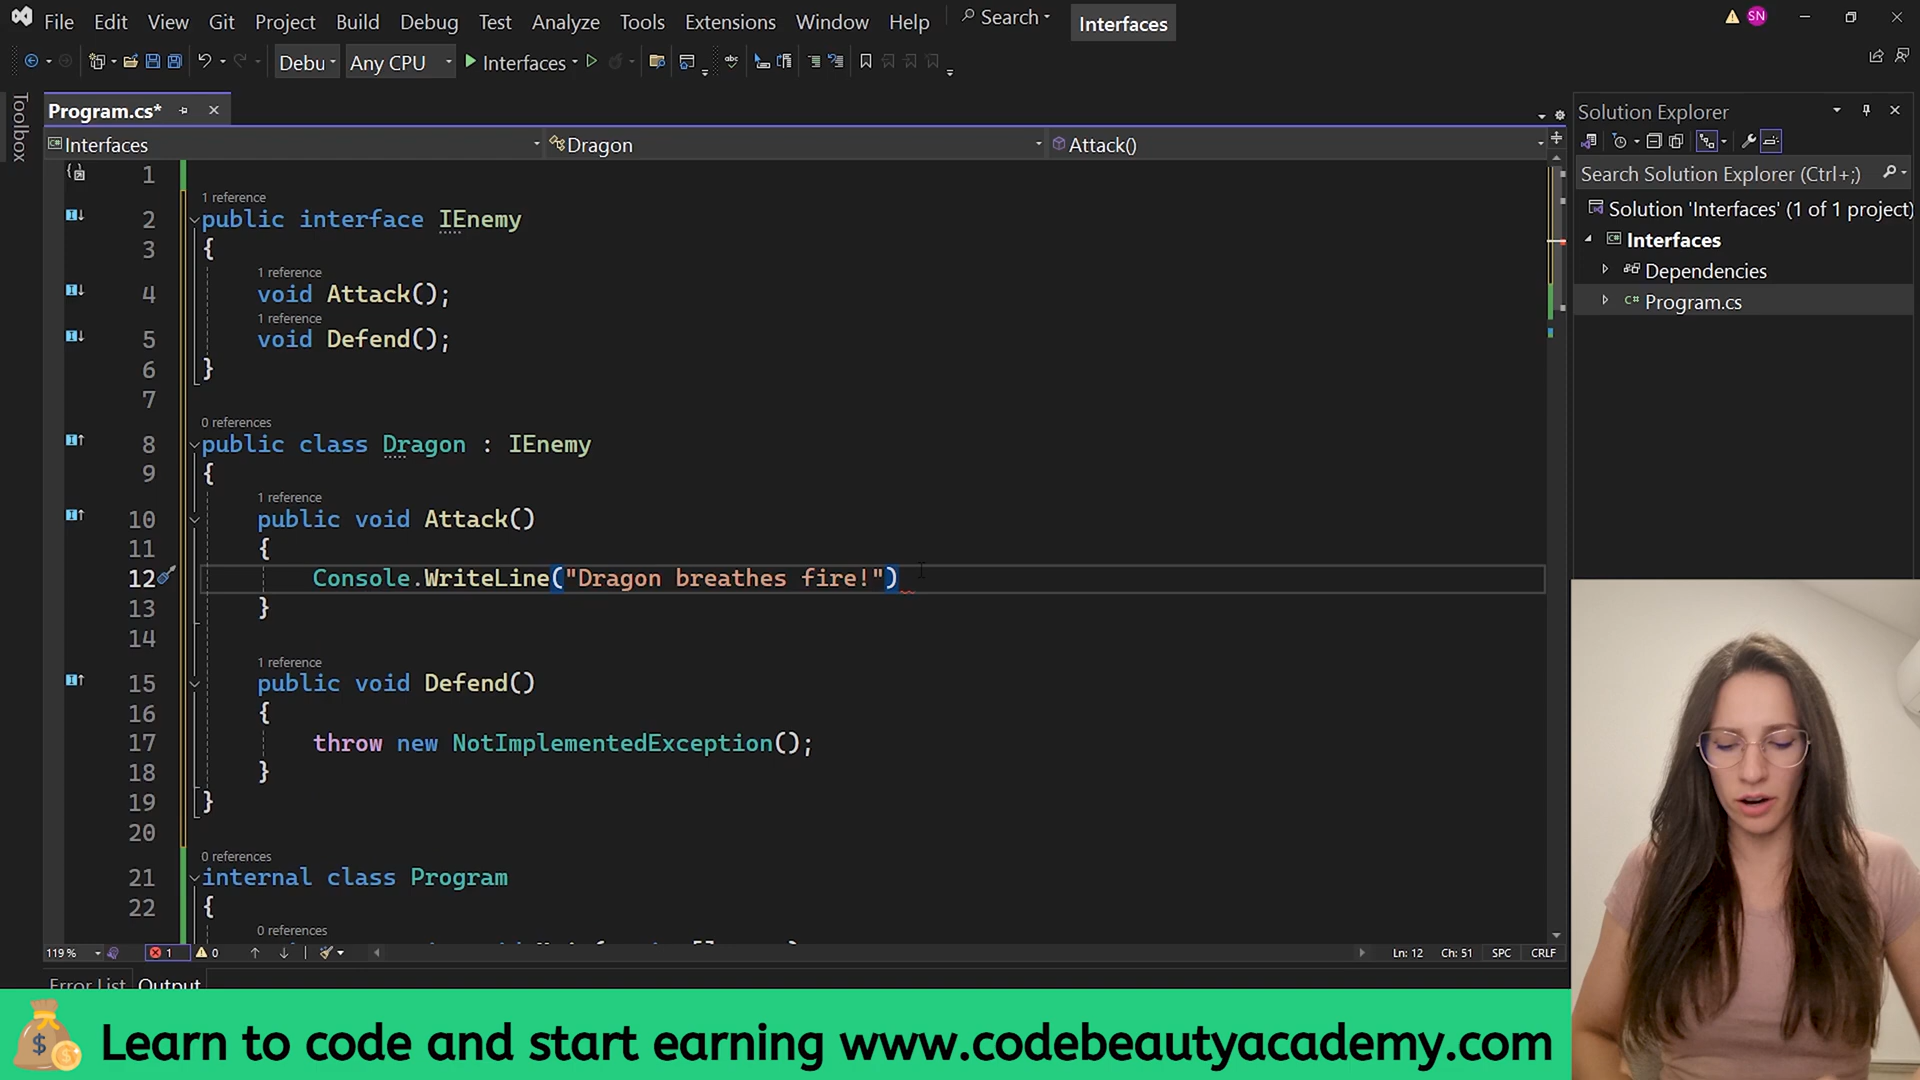 File Edit View Git Project Build Debug Test Analyze Tools Extensions Window Help Search Interfaces SN
Debu Any CPU Interfaces
Toolbox
Program.cs*
Interfaces Dragon Attack()
1
1 reference
2 public interface IEnemy
3 {
1 reference
4 void Attack();
1 reference
5 void Defend();
6 }
7
0 references
8 public class Dragon : IEnemy
9 {
1 reference
10 public void Attack()
11 {
12 Console.WriteLine("Dragon breathes fire!")
13 }
14
1 reference
15 public void Defend()
16 {
17 throw new NotImplementedException();
18 }
19 }
20
0 references
21 internal class Program
22 {
0 references
119 % 1 0 Ln: 12 Ch: 51 SPC CRLF
Error List Output
Solution Explorer
Search Solution Explorer (Ctrl+;)
Solution 'Interfaces' (1 of 1 project)
Interfaces
Dependencies
C# Program.cs
Learn to code and start earning www.codebeautyacademy.com